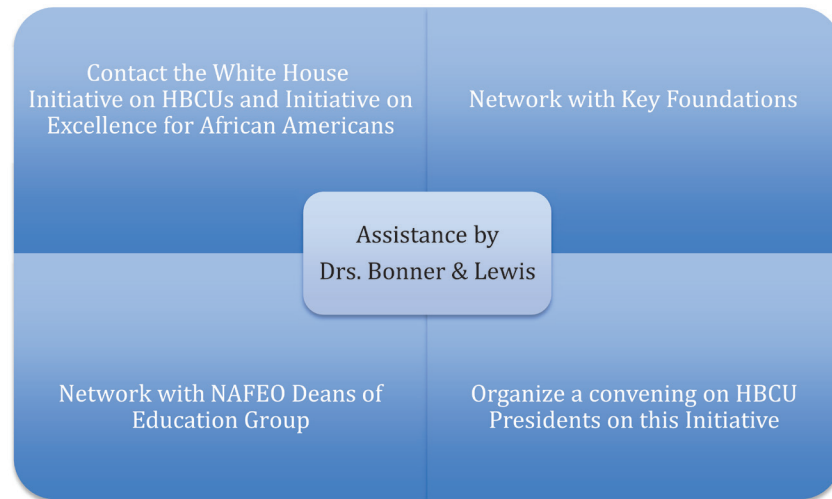 Contact the White House
Initiative on HBCUs and Initiative on
Excellence for African Americans
Network with Key Foundations
Assistance by
Drs. Bonner & Lewis
Network with NAFEO Deans of
Education Group
Organize a convening on HBCU
Presidents on this Initiative